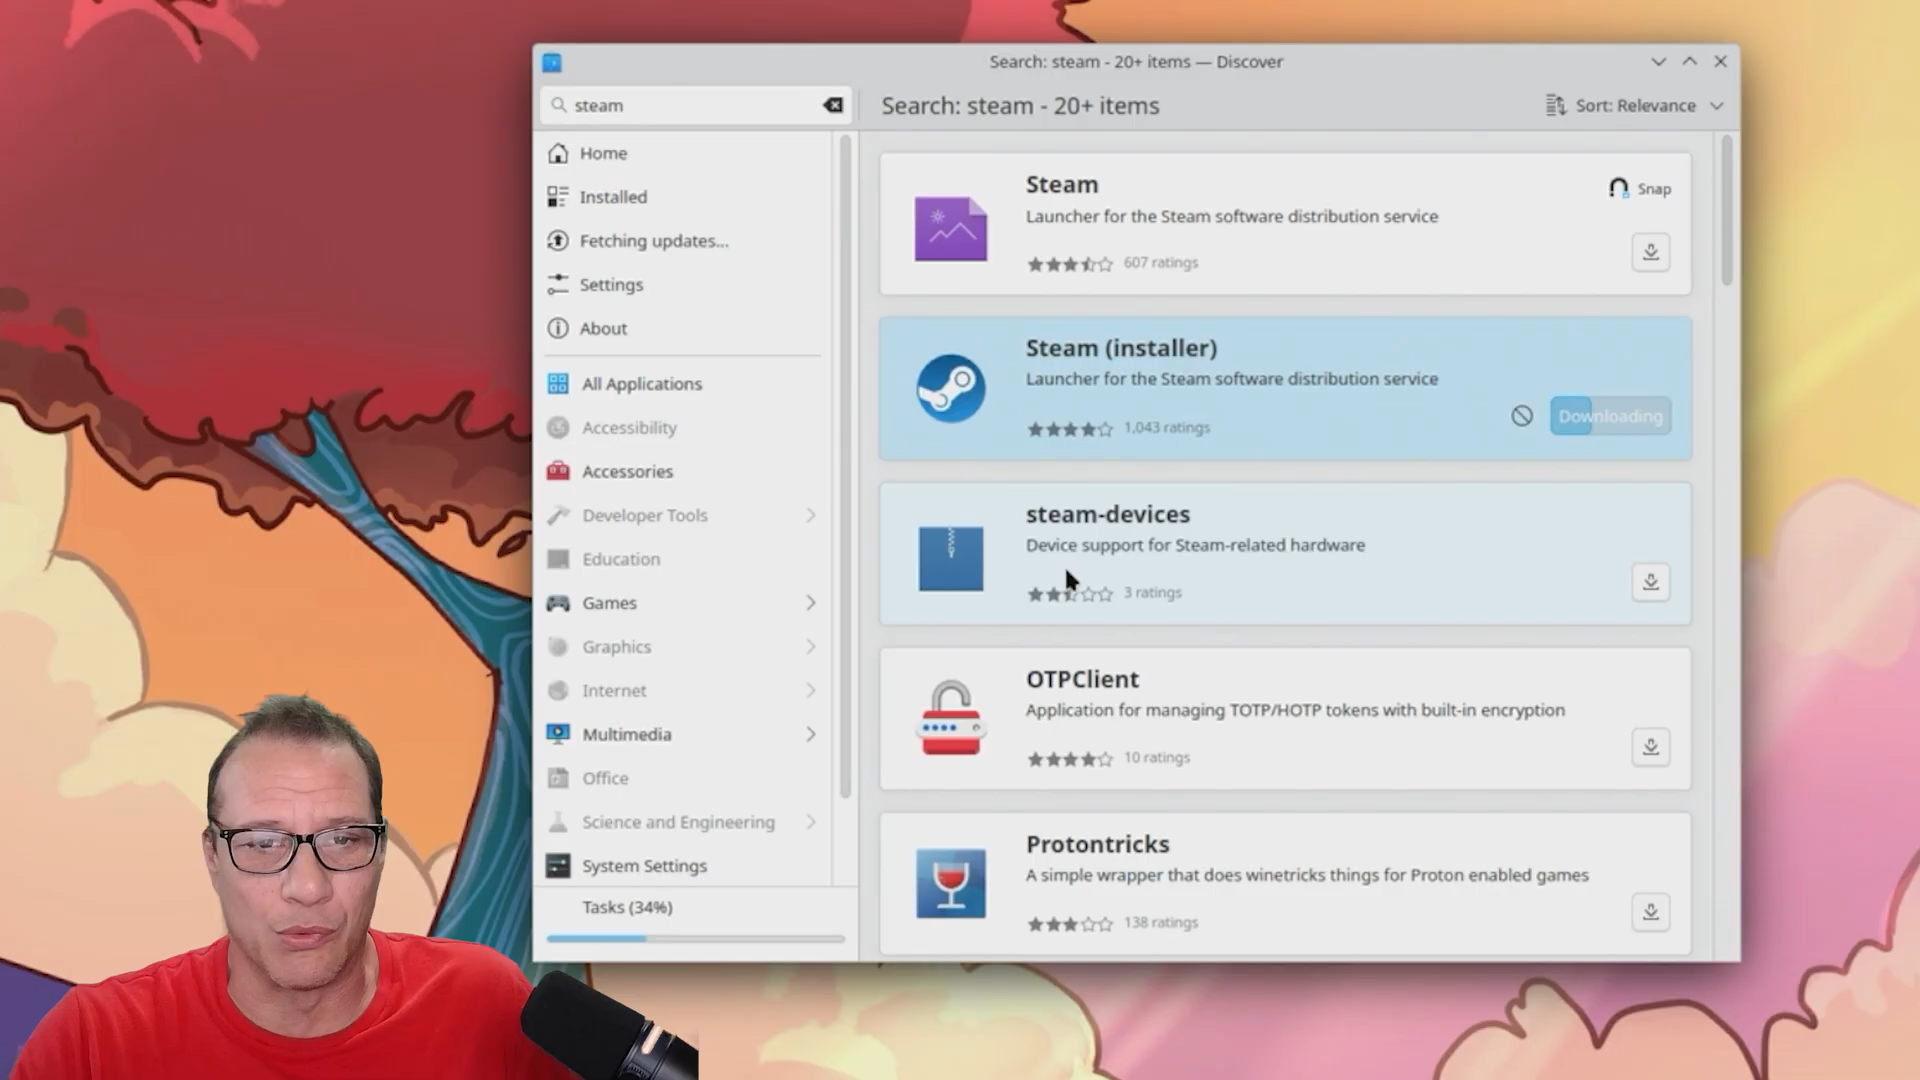 Search: steam - 20+ items — Discover
steam
Search: steam - 20+ items
Sort: Relevance
Home
Installed
Fetching updates...
Settings
About
All Applications
Accessibility
Accessories
Developer Tools
Education
Games
Graphics
Internet
Multimedia
Office
Science and Engineering
System Settings
Tasks (34%)
Steam
Snap
Launcher for the Steam software distribution service
607 ratings
Steam (installer)
Launcher for the Steam software distribution service
Downloading
1,043 ratings
steam-devices
Device support for Steam-related hardware
3 ratings
OTPClient
Application for managing TOTP/HOTP tokens with built-in encryption
10 ratings
Protontricks
A simple wrapper that does winetricks things for Proton enabled games
138 ratings